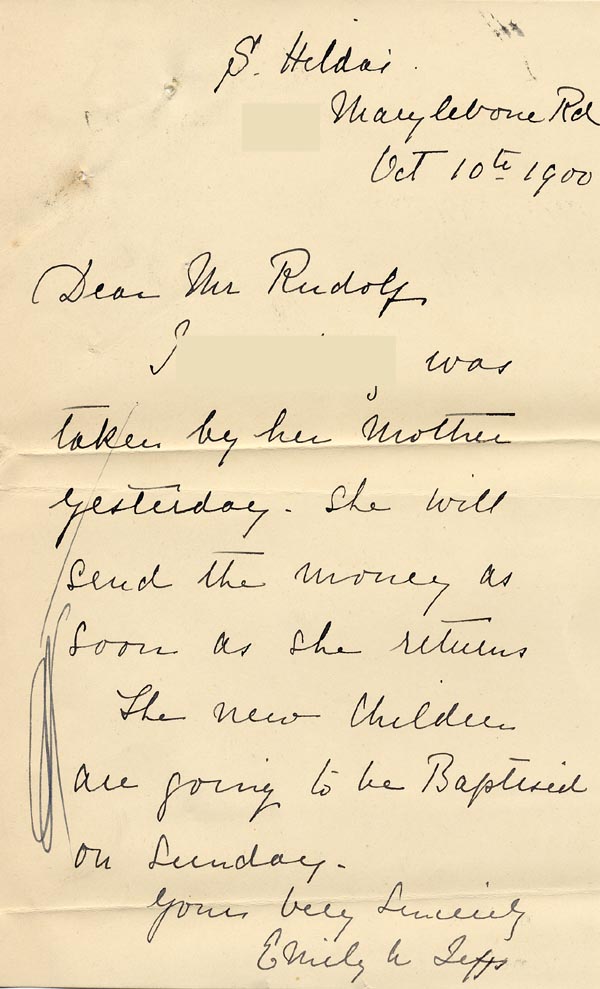 S. Hildas
Marylebone Rd
Oct 10th 1900
Dear Mr Rudolf
I was
taken by her Mother
yesterday. She will
send the money as
soon as she returns
The new Children
are going to be Baptised
on Sunday.
Yours very Sincerely
Emily